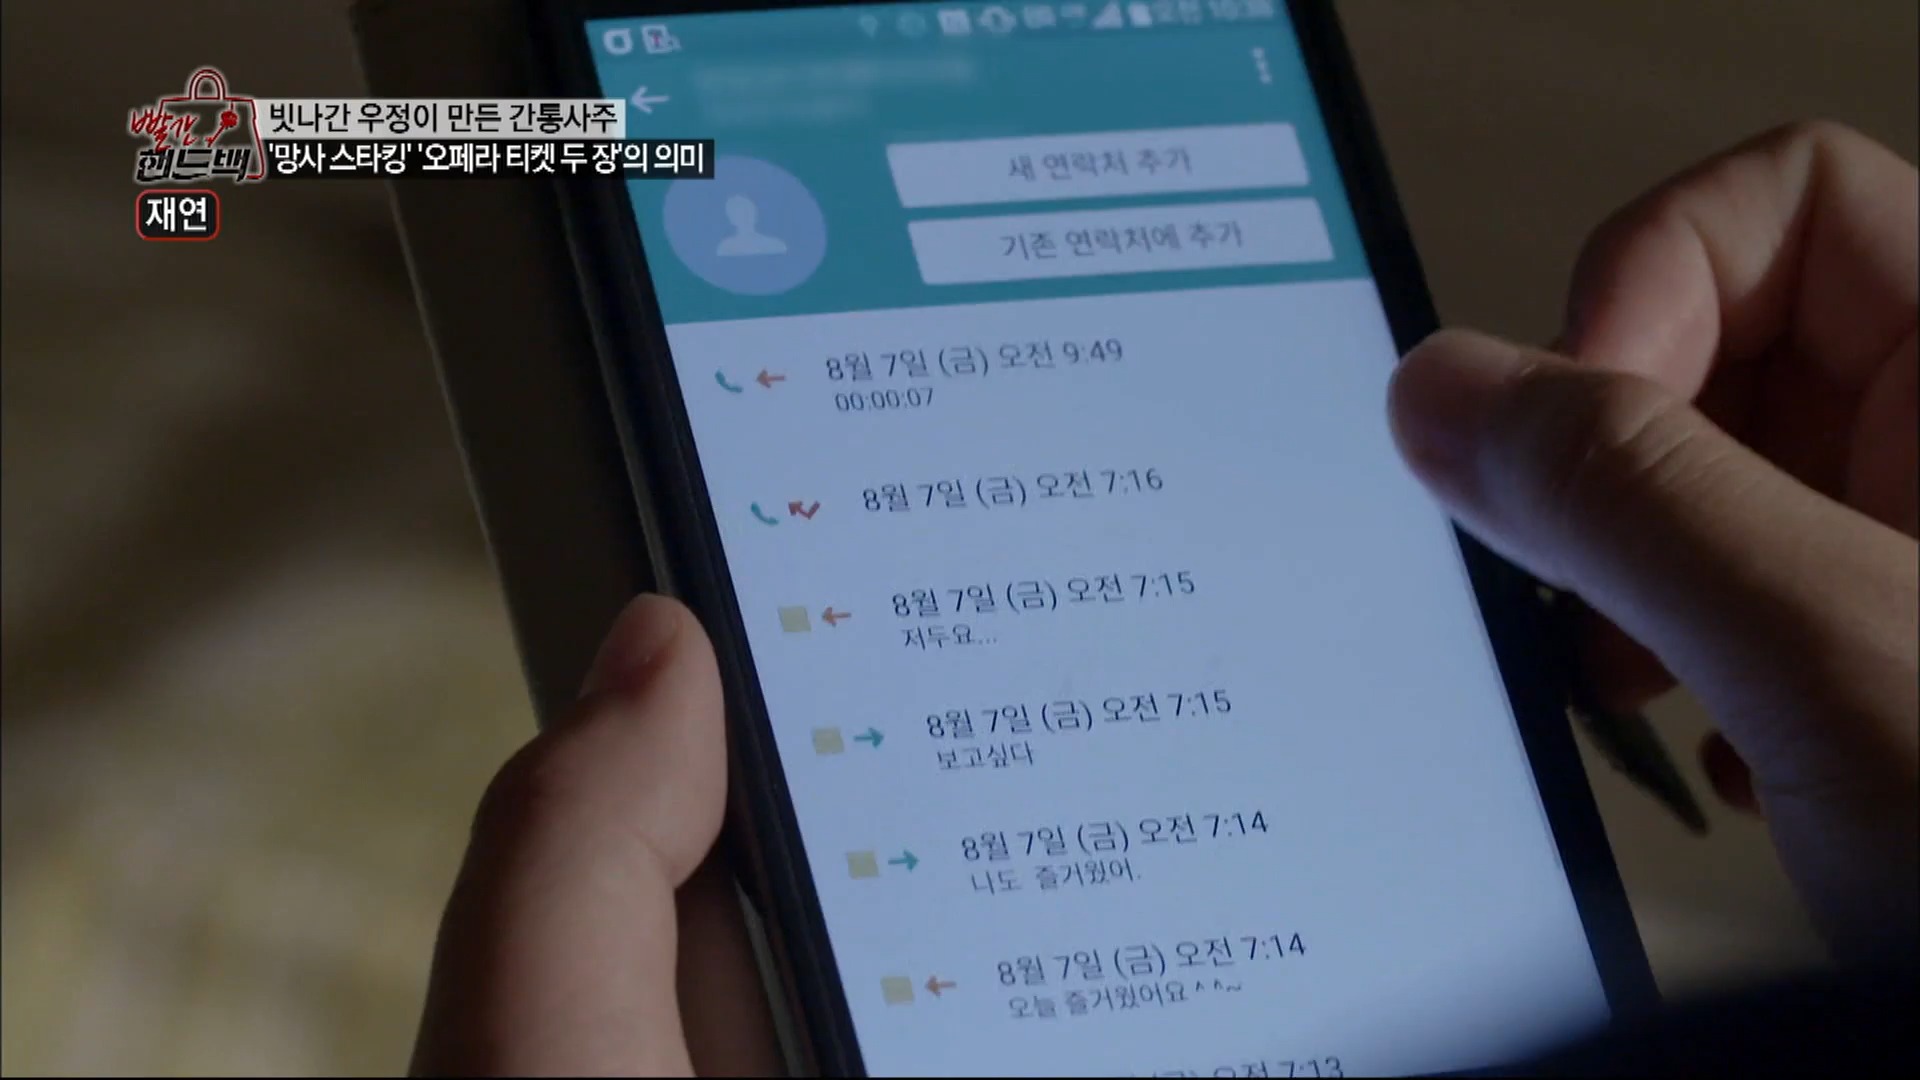 빨간 핸드백
빗나간 우정이 만든 간통사주
'망사 스타킹' '오페라 티켓 두 장'의 의미
재연
새 연락처 추가
기존 연락처에 추가
8월 7일 (금) 오전 9:49
00:00:07
8월 7일 (금) 오전 7:16
8월 7일 (금) 오전 7:15
저두요...
8월 7일 (금) 오전 7:15
보고싶다
8월 7일 (금) 오전 7:14
나도 즐거웠어.
8월 7일 (금) 오전 7:14
오늘 즐거웠어요^^~
오전 7:13